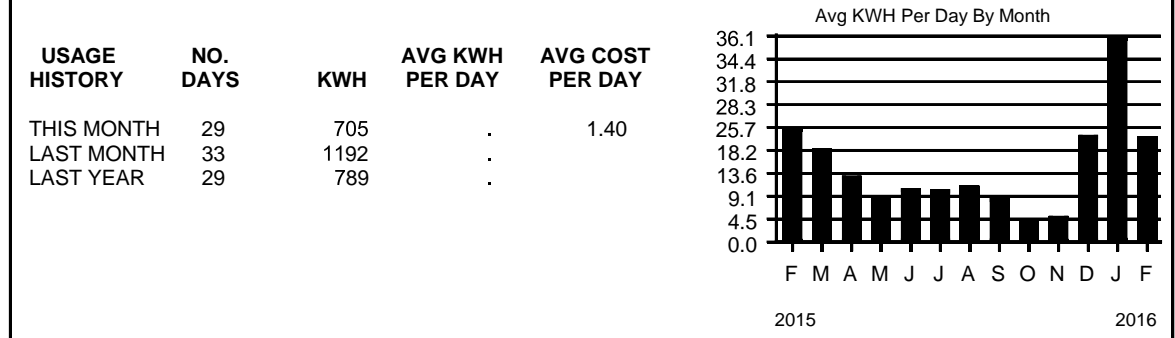 USAGE NO. AVG KWH AVG COST
HISTORY DAYS KWH PER DAY PER DAY
THIS MONTH 29 705 . 1.40
LAST MONTH 33 1192 .
LAST YEAR 29 789 .
Avg KWH Per Day By Month
36.1
34.4
31.8
28.3
25.7
18.2
13.6
9.1
4.5
0.0
F M A M J J A S O N D J F
2015 2016